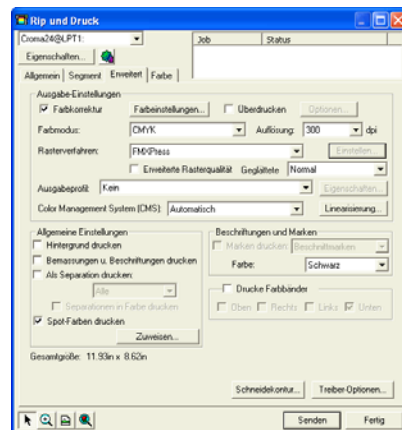 Rip und Druck
Croma24@LPT1:
Job Status
Eigenschaften...
Allgemein Segment Erweitert Farbe
Ausgabe-Einstellungen
Farbkorrektur Farbeinstellungen... Überdrucken Optionen...
Farbmodus: CMYK Auflösung: 300 dpi
Rasterverfahren: FMXPress Einstellen...
Erweiterte Rasterqualität Geglättete Normal
Ausgabeprofil: Kein Eigenschaften...
Color Management System (CMS): Automatisch Linearisierung...
Allgemeine Einstellungen
Hintergrund drucken
Bemassungen u. Beschriftungen drucken
Als Separation drucken:
Alle
Separationen in Farbe drucken
Spot-Farben drucken
Zuweisen...
Beschriftungen und Marken
Marken drucken: Beschnittmarken
Farbe: Schwarz
Drucke Farbbänder
Oben Rechts Links Unten
Gesamtgröße: 11.93in x 8.62in
Schneidekontur... Treiber-Optionen...
Senden Fertig